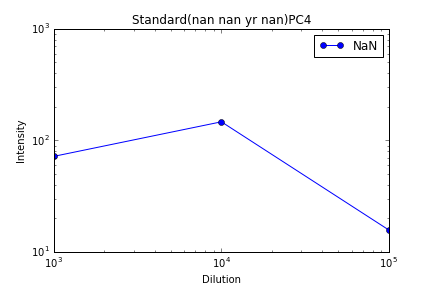 Standard(nan nan yr nan)PC4
NaN
10³
10²
10¹
Intensity
10³
10⁴
10⁵
Dilution